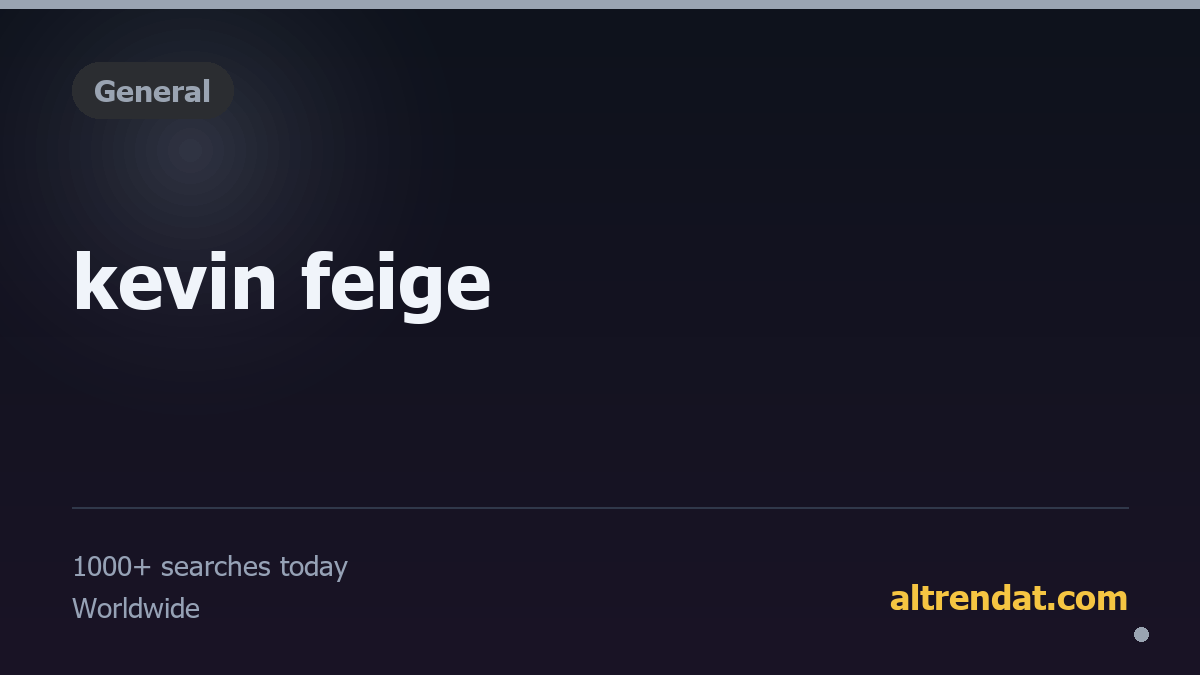 General
kevin feige
1000+ searches today
Worldwide
altrendat.com